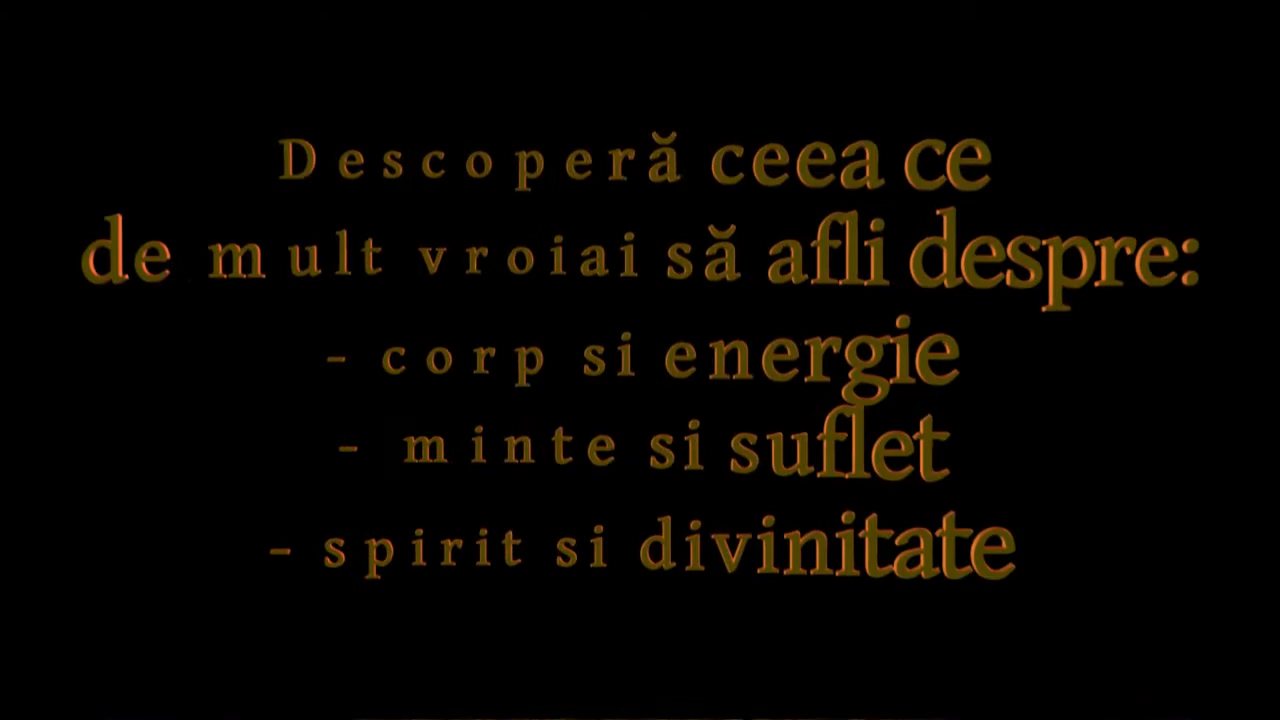 Descoperă ceea ce
de mult vroiai să afli despre:
- corp si energie
- minte si suflet
- spirit si divinitate